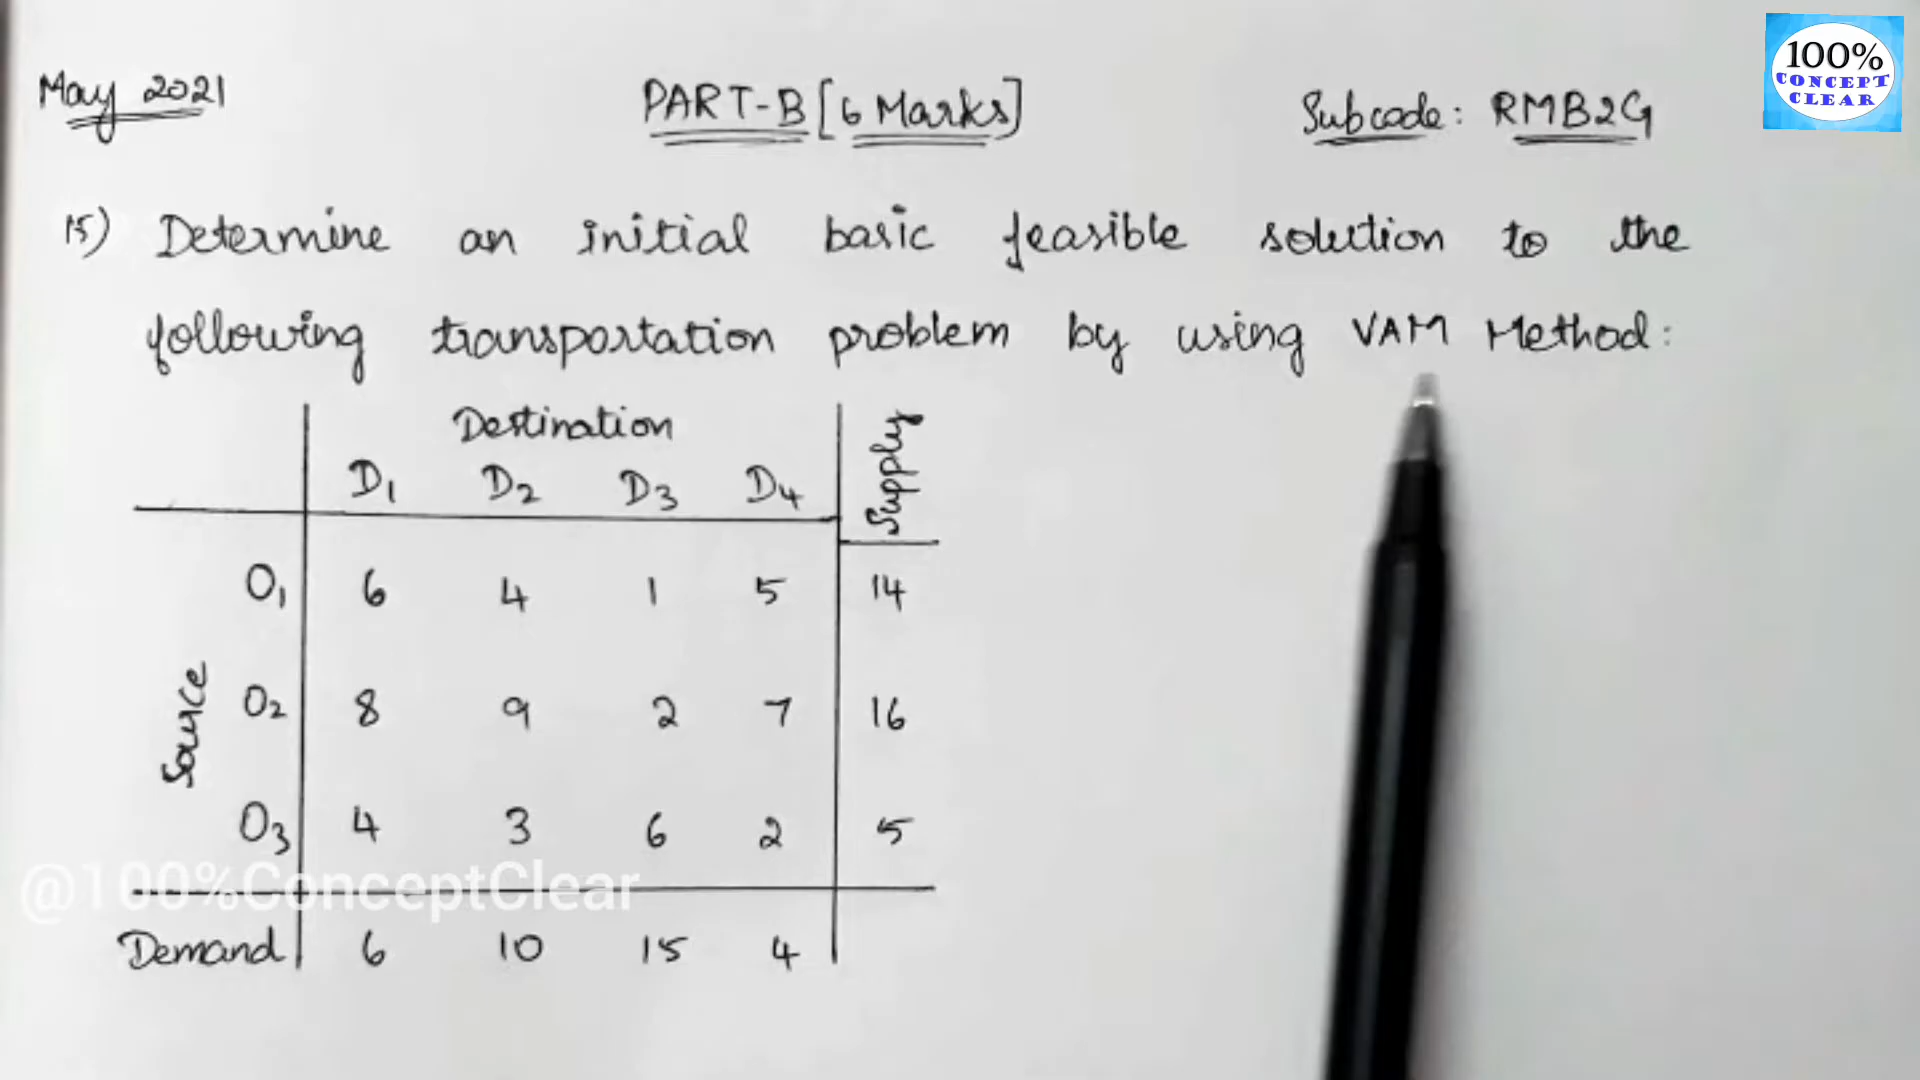 May 2021
PART-B [6 Marks]
Subcode: RMB2G
100%
CONCEPT
CLEAR
15) Determine an initial basic feasible solution to the
following transportation problem by using VAM Method:
Destination
Supply
D1 D2 D3 D4
Source
O1 6 4 1 5 14
O2 8 9 2 7 16
O3 4 3 6 2 5
@100%ConceptClear
Demand 6 10 15 4